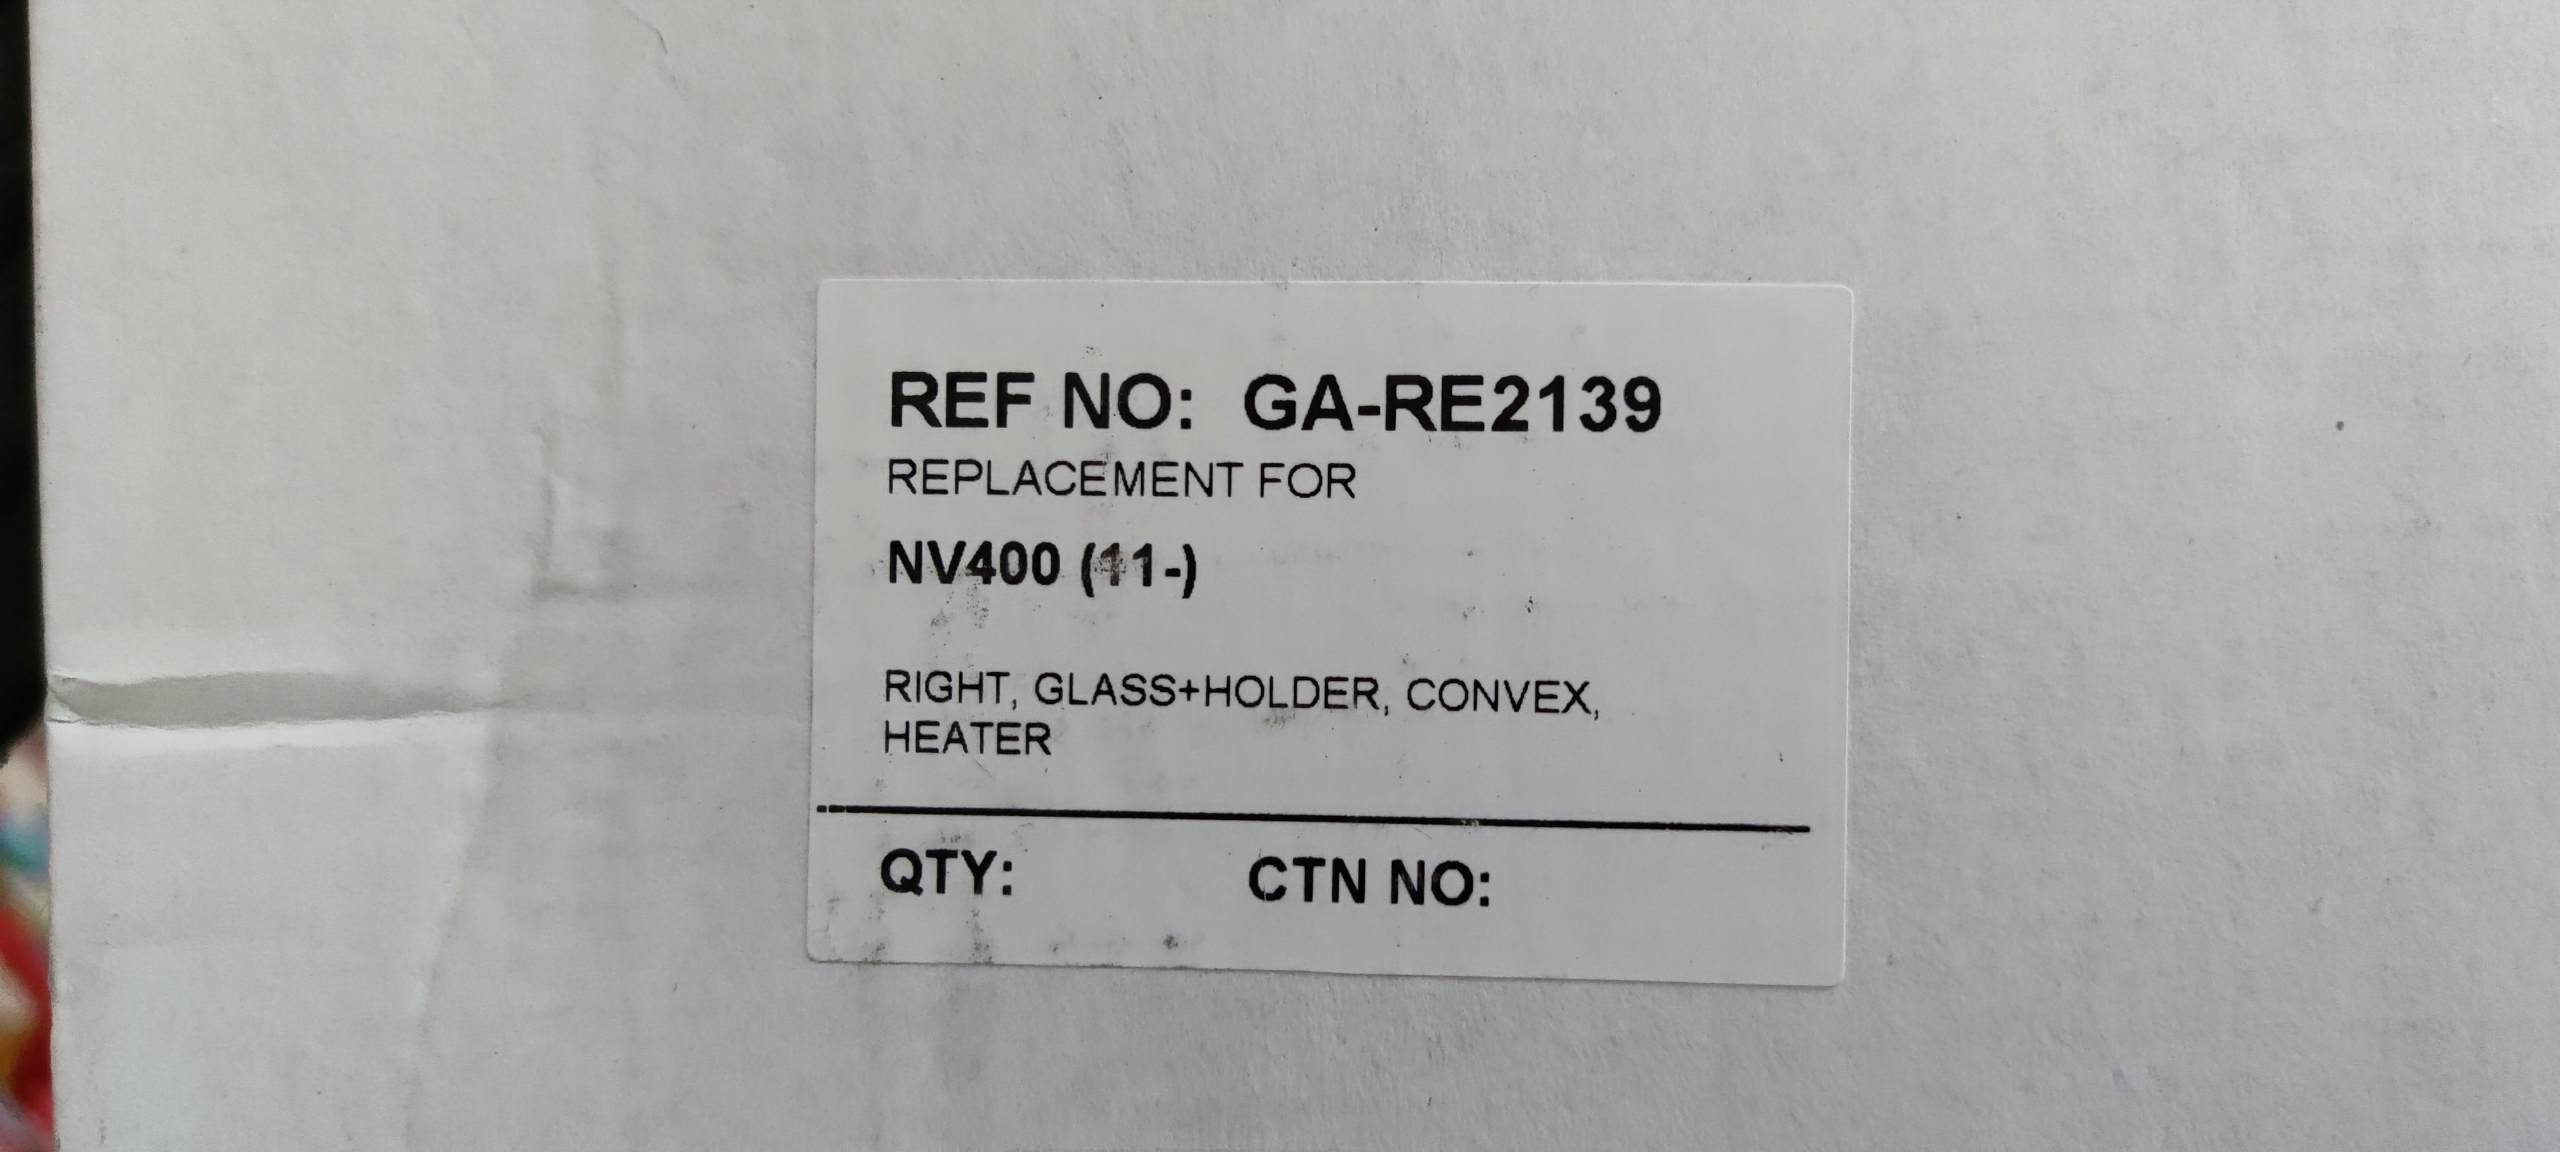 REF NO: GA-RE2139
REPLACEMENT FOR
NV400 (11-)
RIGHT, GLASS+HOLDER, CONVEX,
HEATER
QTY: CTN NO: